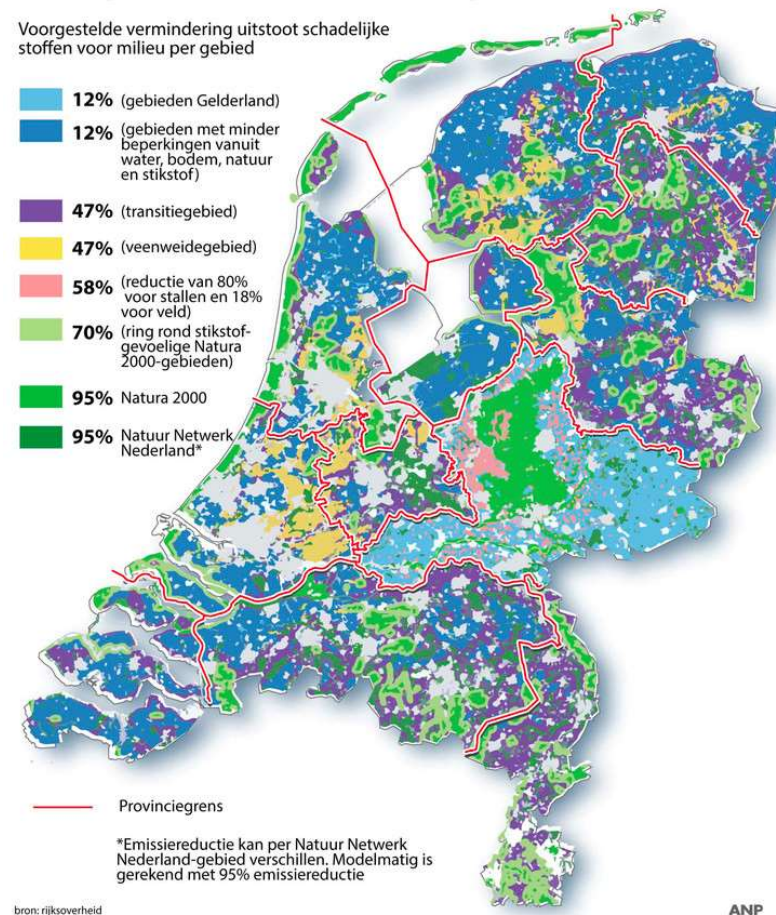 Voorgestelde vermindering uitstoot schadelijke
stoffen voor milieu per gebied
12% (gebieden Gelderland)
12% (gebieden met minder
beperkingen vanuit
water, bodem, natuur
en stikstof)
47% (transitiegebied)
47% (veenweidegebied)
58% (reductie van 80%
voor stallen en 18%
voor veld)
70% (ring rond stikstof-
gevoelige Natura
2000-gebieden)
95% Natura 2000
95% Natuur Netwerk
Nederland*
Provinciegrens
*Emissiereductie kan per Natuur Netwerk
Nederland-gebied verschillen. Modelmatig is
gerekend met 95% emissiereductie
bron: rijksoverheid
ANP